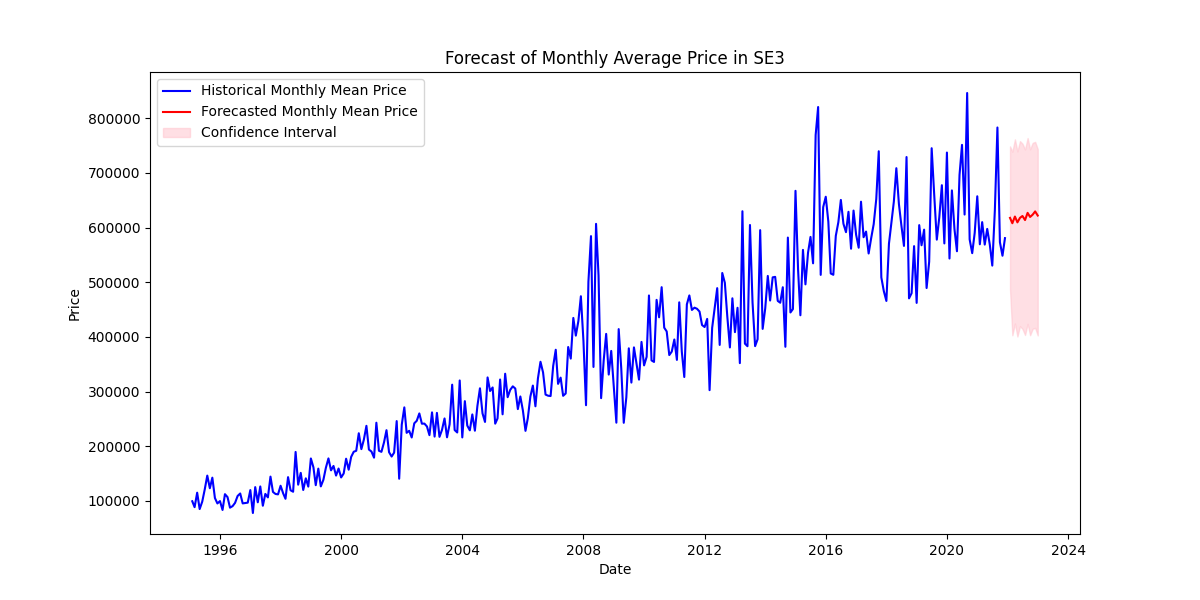 Forecast of Monthly Average Price in SE3
Historical Monthly Mean Price
Forecasted Monthly Mean Price
Confidence Interval
800000
700000
600000
500000
400000
300000
200000
100000
Price
1996 2000 2004 2008 2012 2016 2020 2024
Date